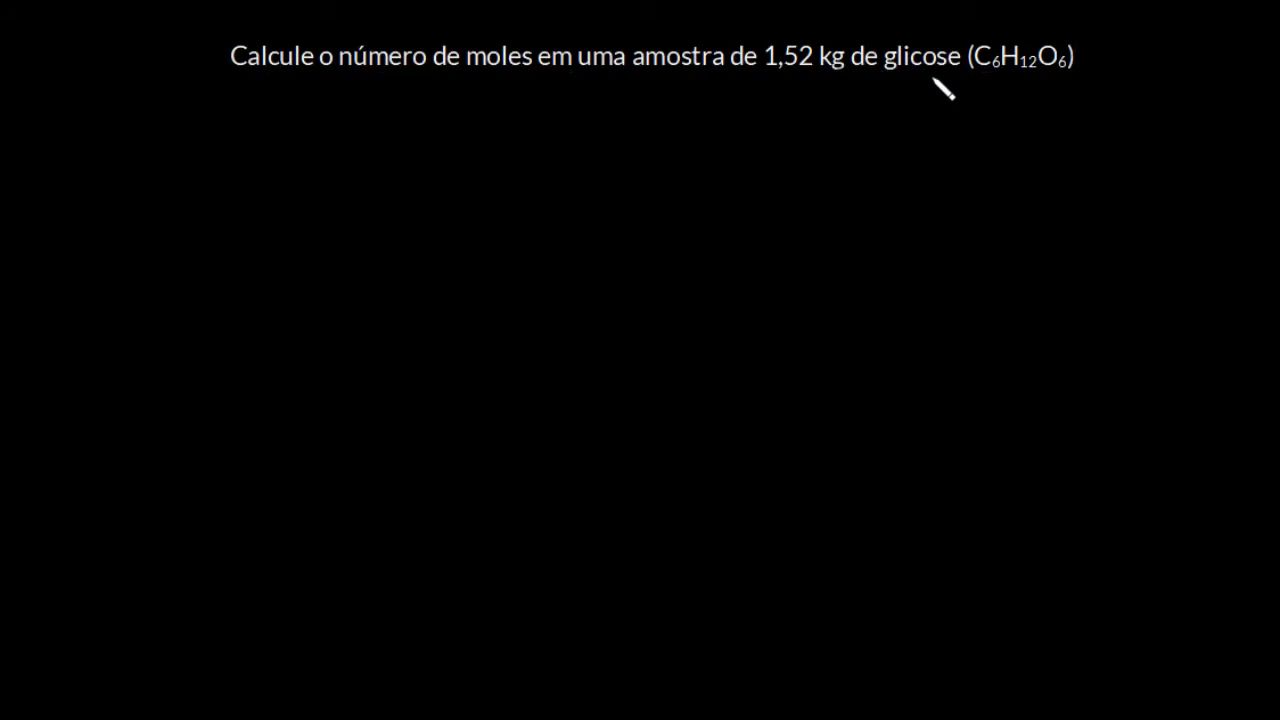 Calcule o número de moles em uma amostra de 1,52 kg de glicose (C₆H₁₂O₆)